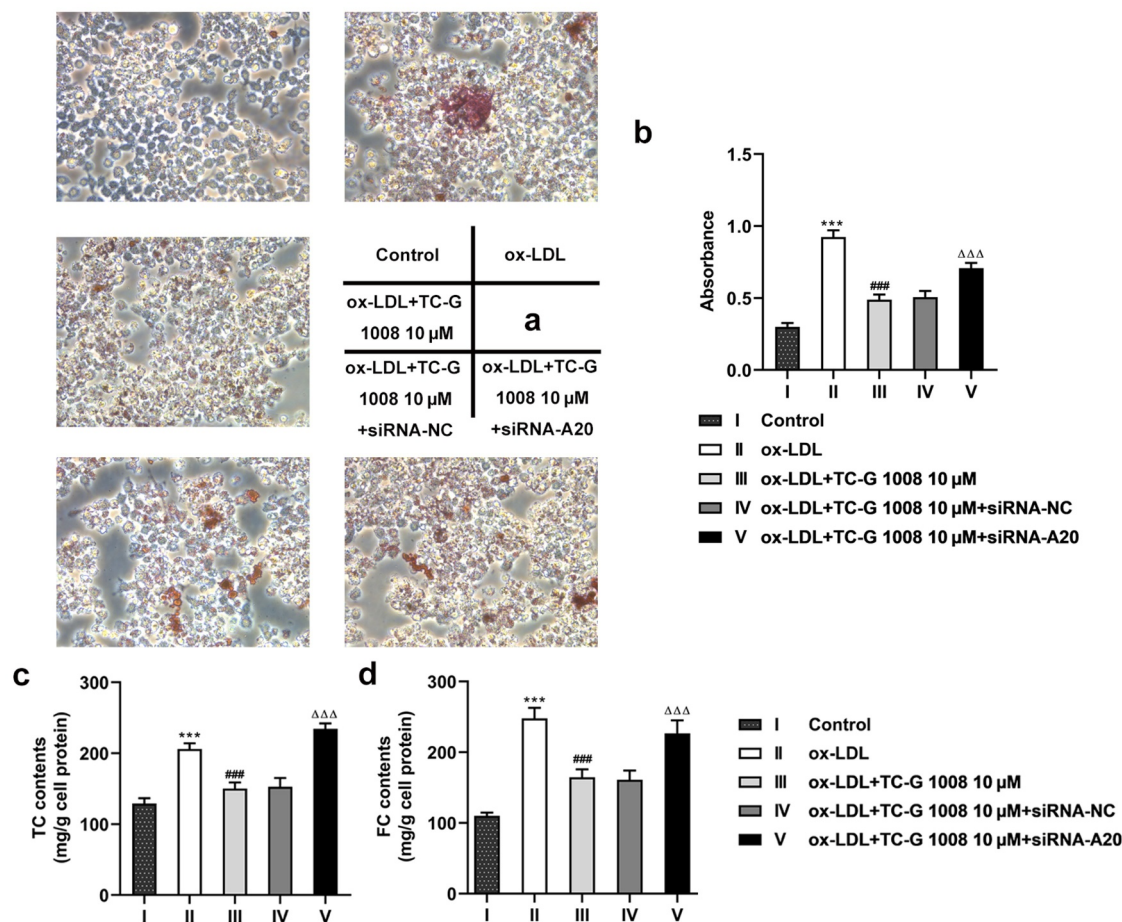 Control
ox-LDL
ox-LDL+TC-G
1008 10 µM
a
ox-LDL+TC-G
1008 10 µM
+siRNA-NC
ox-LDL+TC-G
1008 10 µM
+siRNA-A20
b
1.5
1.0
0.5
0.0
Absorbance
***
###
ΔΔΔ
I II III IV V
I Control
II ox-LDL
III ox-LDL+TC-G 1008 10 µM
IV ox-LDL+TC-G 1008 10 µM+siRNA-NC
V ox-LDL+TC-G 1008 10 µM+siRNA-A20
c
300
200
100
0
TC contents
(mg/g cell protein)
***
###
ΔΔΔ
I II III IV V
d
300
200
100
0
FC contents
(mg/g cell protein)
***
###
ΔΔΔ
I II III IV V
I Control
II ox-LDL
III ox-LDL+TC-G 1008 10 µM
IV ox-LDL+TC-G 1008 10 µM+siRNA-NC
V ox-LDL+TC-G 1008 10 µM+siRNA-A20